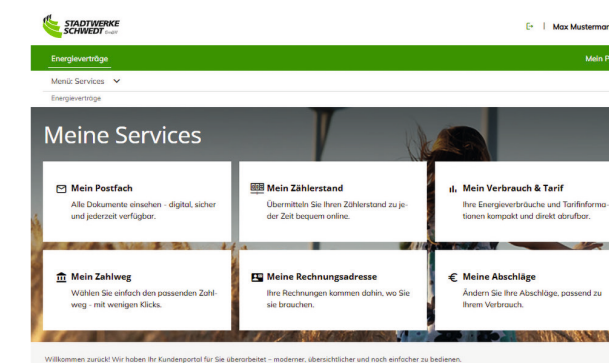 STADTWERKE
SCHWEDT GmbH
Max Musterman
Energieverträge
Mein P
Menü: Services
Energieverträge
Meine Services
Mein Postfach
Alle Dokumente einsehen - digital, sicher
und jederzeit verfügbar.
Mein Zählerstand
Übermitteln Sie Ihren Zählerstand zu je-
der Zeit bequem online.
Mein Verbrauch & Tarif
Ihre Energieverbräuche und Tarifinforma-
tionen kompakt und direkt abrufbar.
Mein Zahlweg
Wählen Sie einfach den passenden Zahl-
weg - mit wenigen Klicks.
Meine Rechnungsadresse
Ihre Rechnungen kommen dahin, wo Sie
sie brauchen.
Meine Abschläge
Ändern Sie Ihre Abschläge, passend zu
Ihrem Verbrauch.
Willkommen zurück! Wir haben Ihr Kundenportal für Sie überarbeitet – moderner, übersichtlicher und noch einfacher zu bedienen.